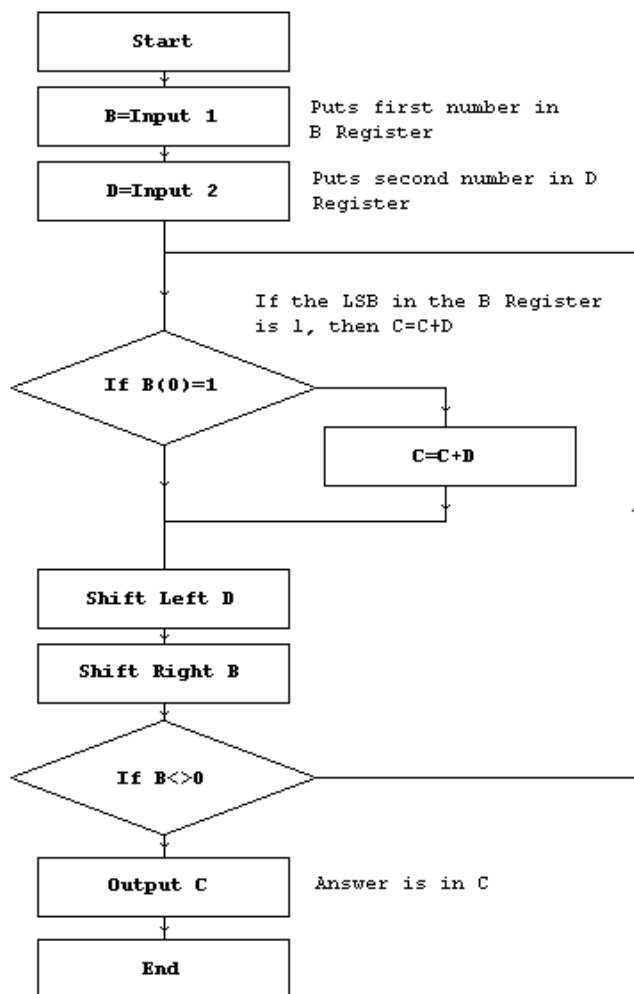 Start
B=Input 1
Puts first number in
B Register
D=Input 2
Puts second number in D
Register
If the LSB in the B Register
is 1, then C=C+D
If B(0)=1
C=C+D
Shift Left D
Shift Right B
If B<>0
Output C
Answer is in C
End